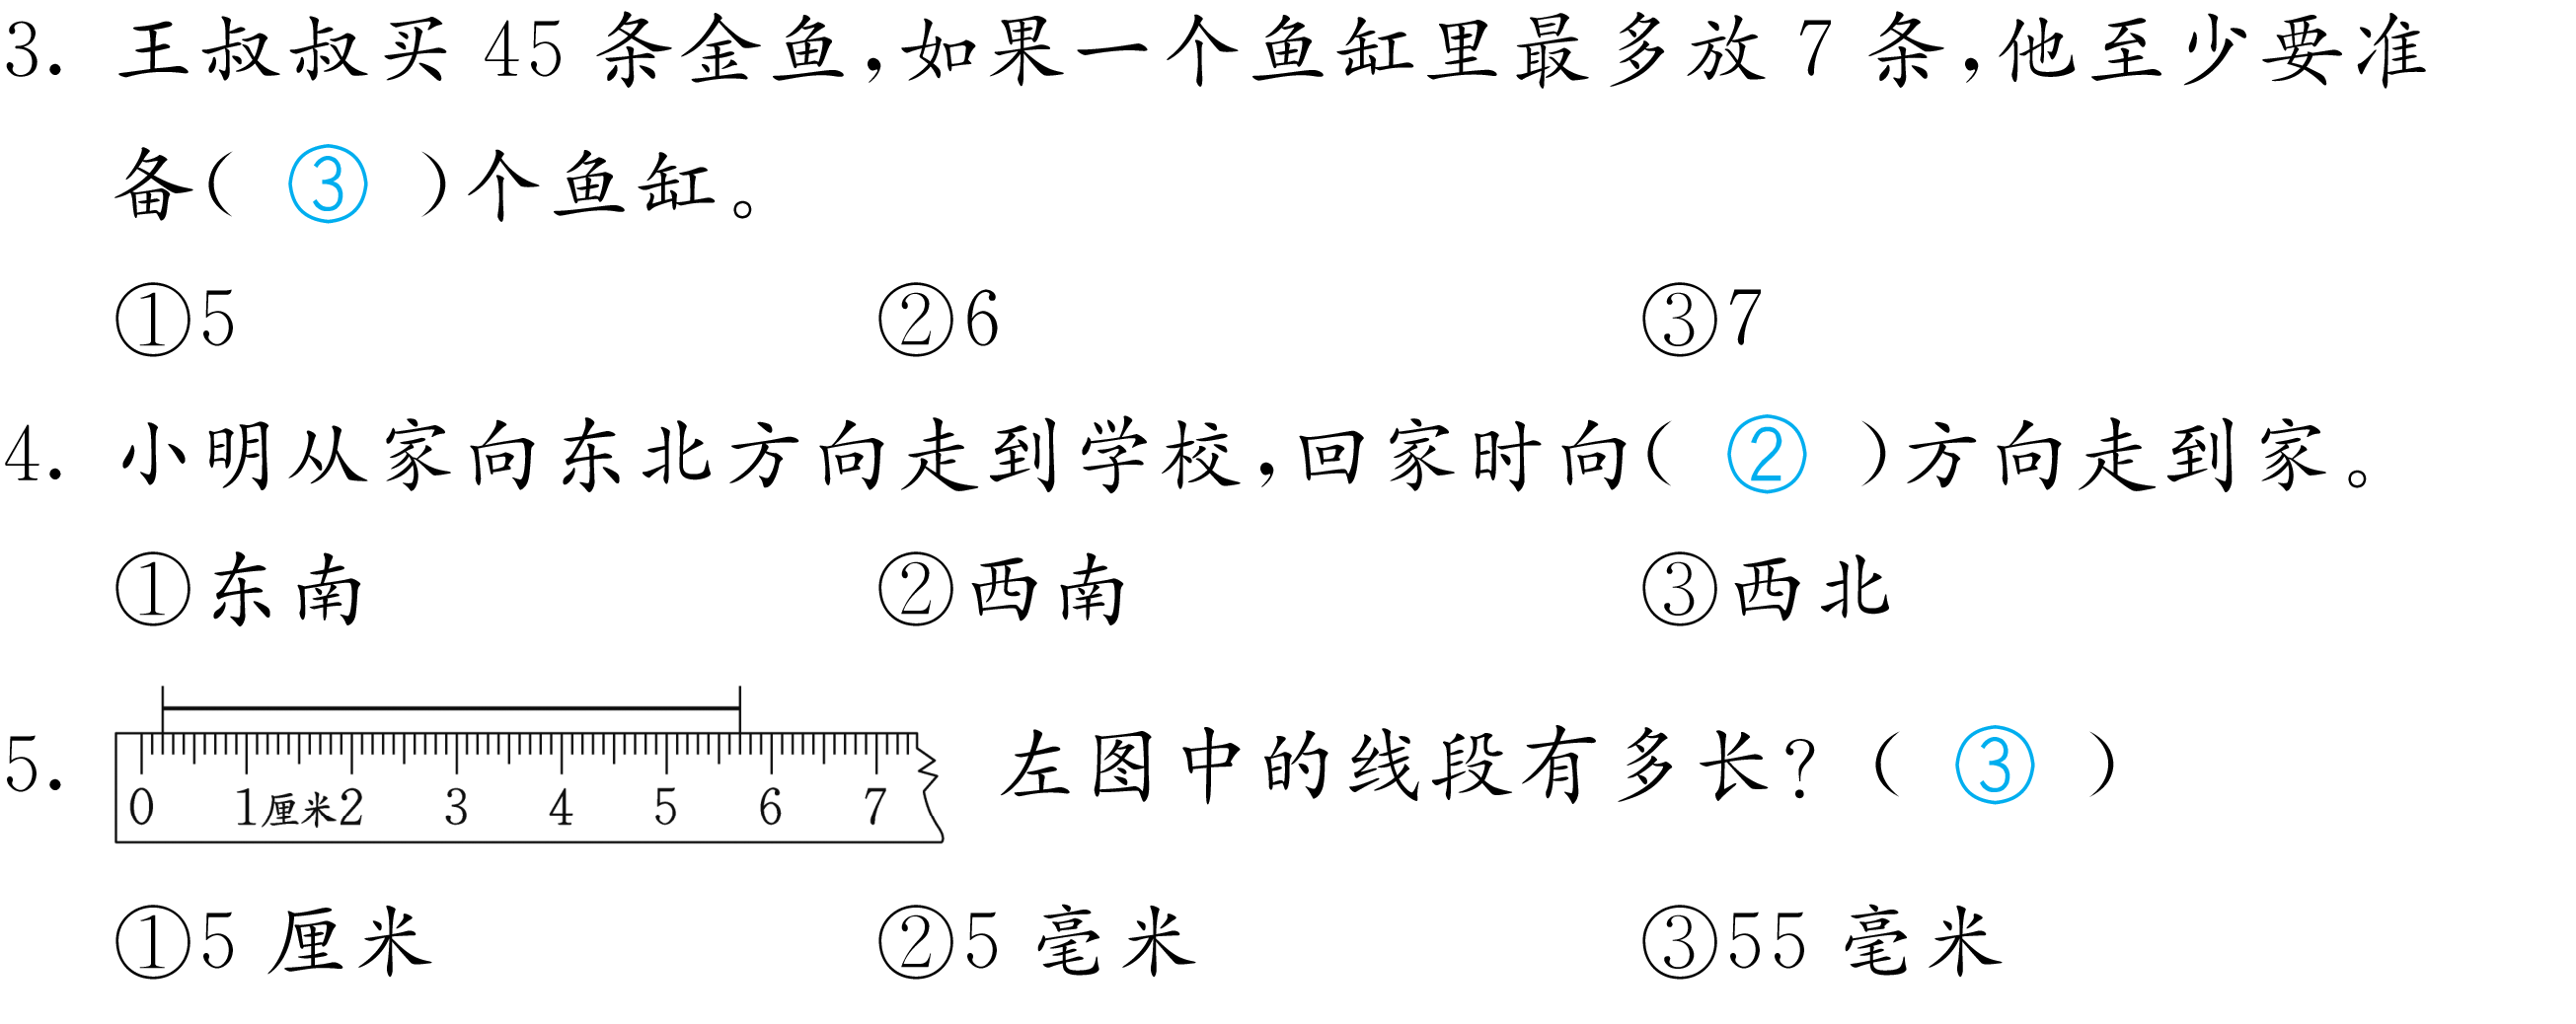 3. 王叔叔买 45 条金鱼,如果一个鱼缸里最多放 7 条,他至少要准
备( ③ )个鱼缸。
①5 ②6 ③7
4. 小明从家向东北方向走到学校,回家时向( ② )方向走到家。
①东南 ②西南 ③西北
5. 左图中的线段有多长?( ③ )
0 1厘米2 3 4 5 6 7
①5 厘米 ②5 毫米 ③55 毫米